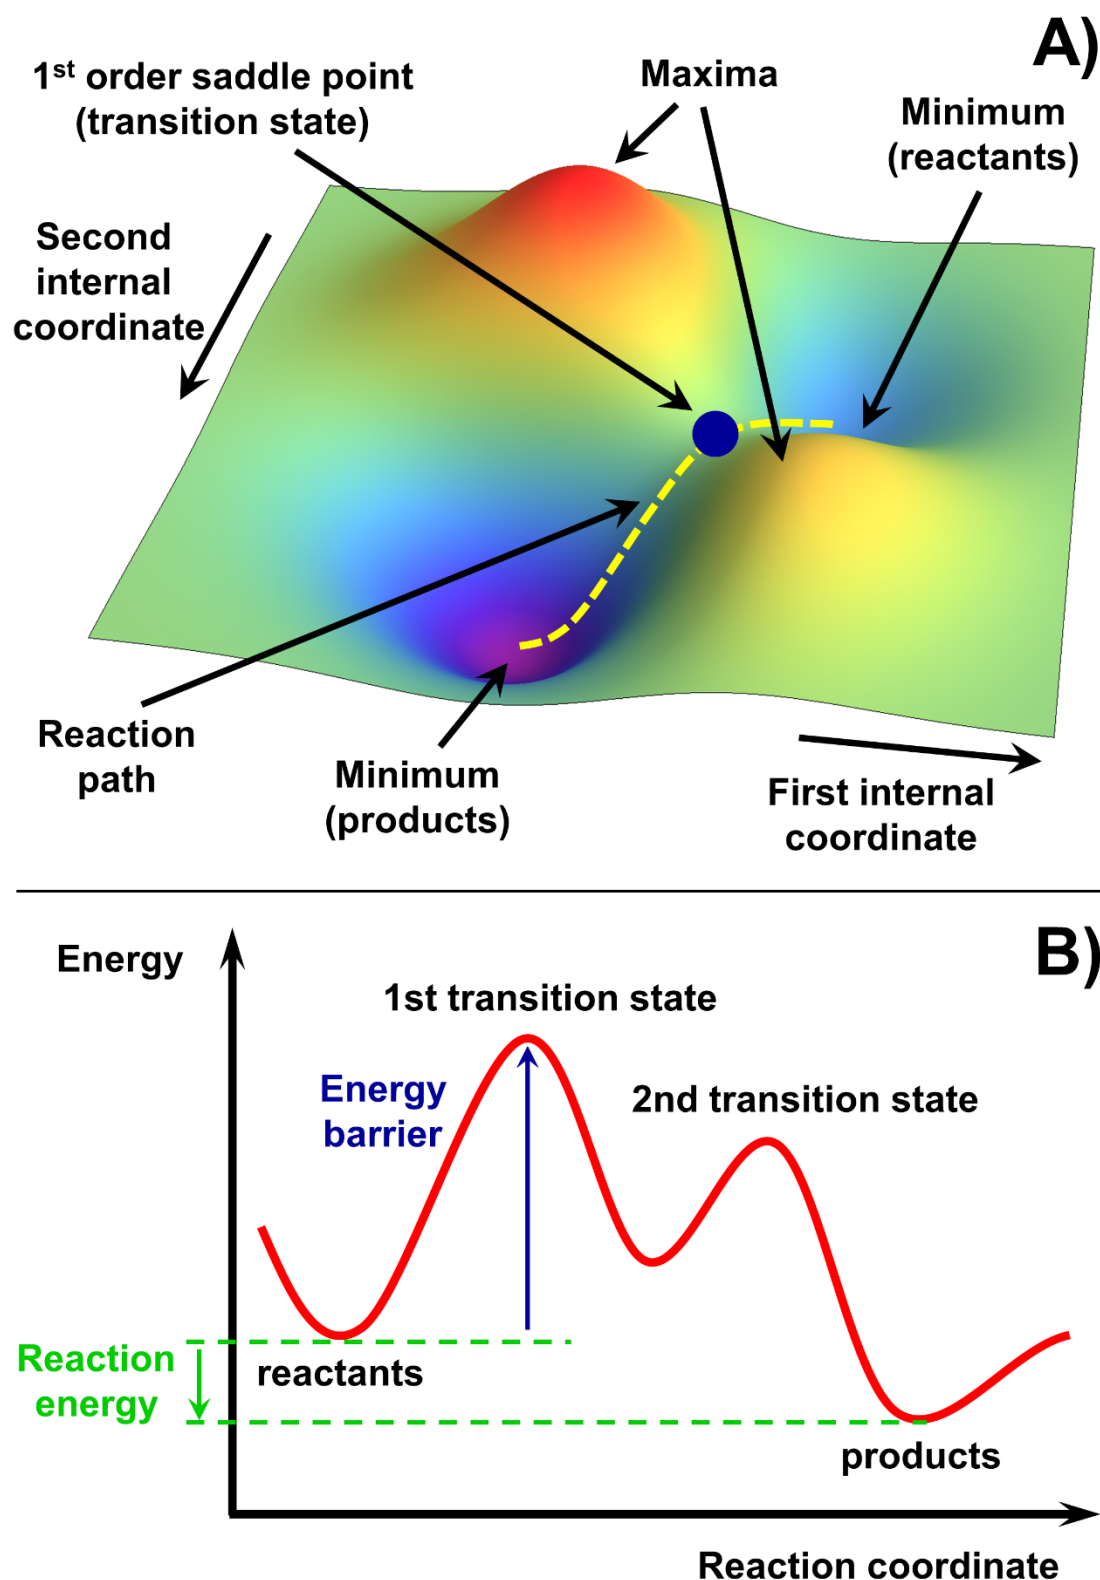 A)
1st order saddle point
(transition state)
Maxima
Minimum
(reactants)
Second
internal
coordinate
Reaction
path
Minimum
(products)
First internal
coordinate
B)
Energy
1st transition state
Energy
barrier
2nd transition state
Reaction
energy
reactants
products
Reaction coordinate